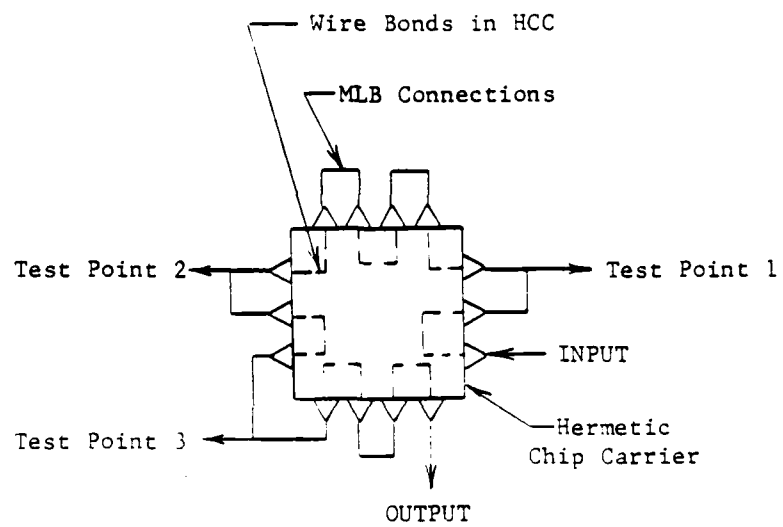 Wire Bonds in HCC
MLB Connections
Test Point 2
Test Point 1
INPUT
Test Point 3
Hermetic
Chip Carrier
OUTPUT